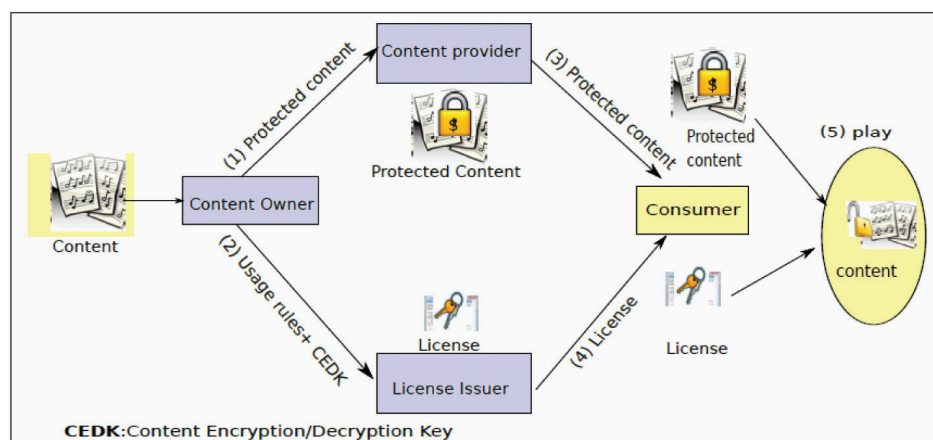 Content provider
(1) Protected content
(3) Protected content
Protected Content
Protected
content
(5) play
Content Owner
Consumer
Content
content
(2) Usage rules+ CEDK
License
(4) License
License
License Issuer
CEDK:Content Encryption/Decryption Key